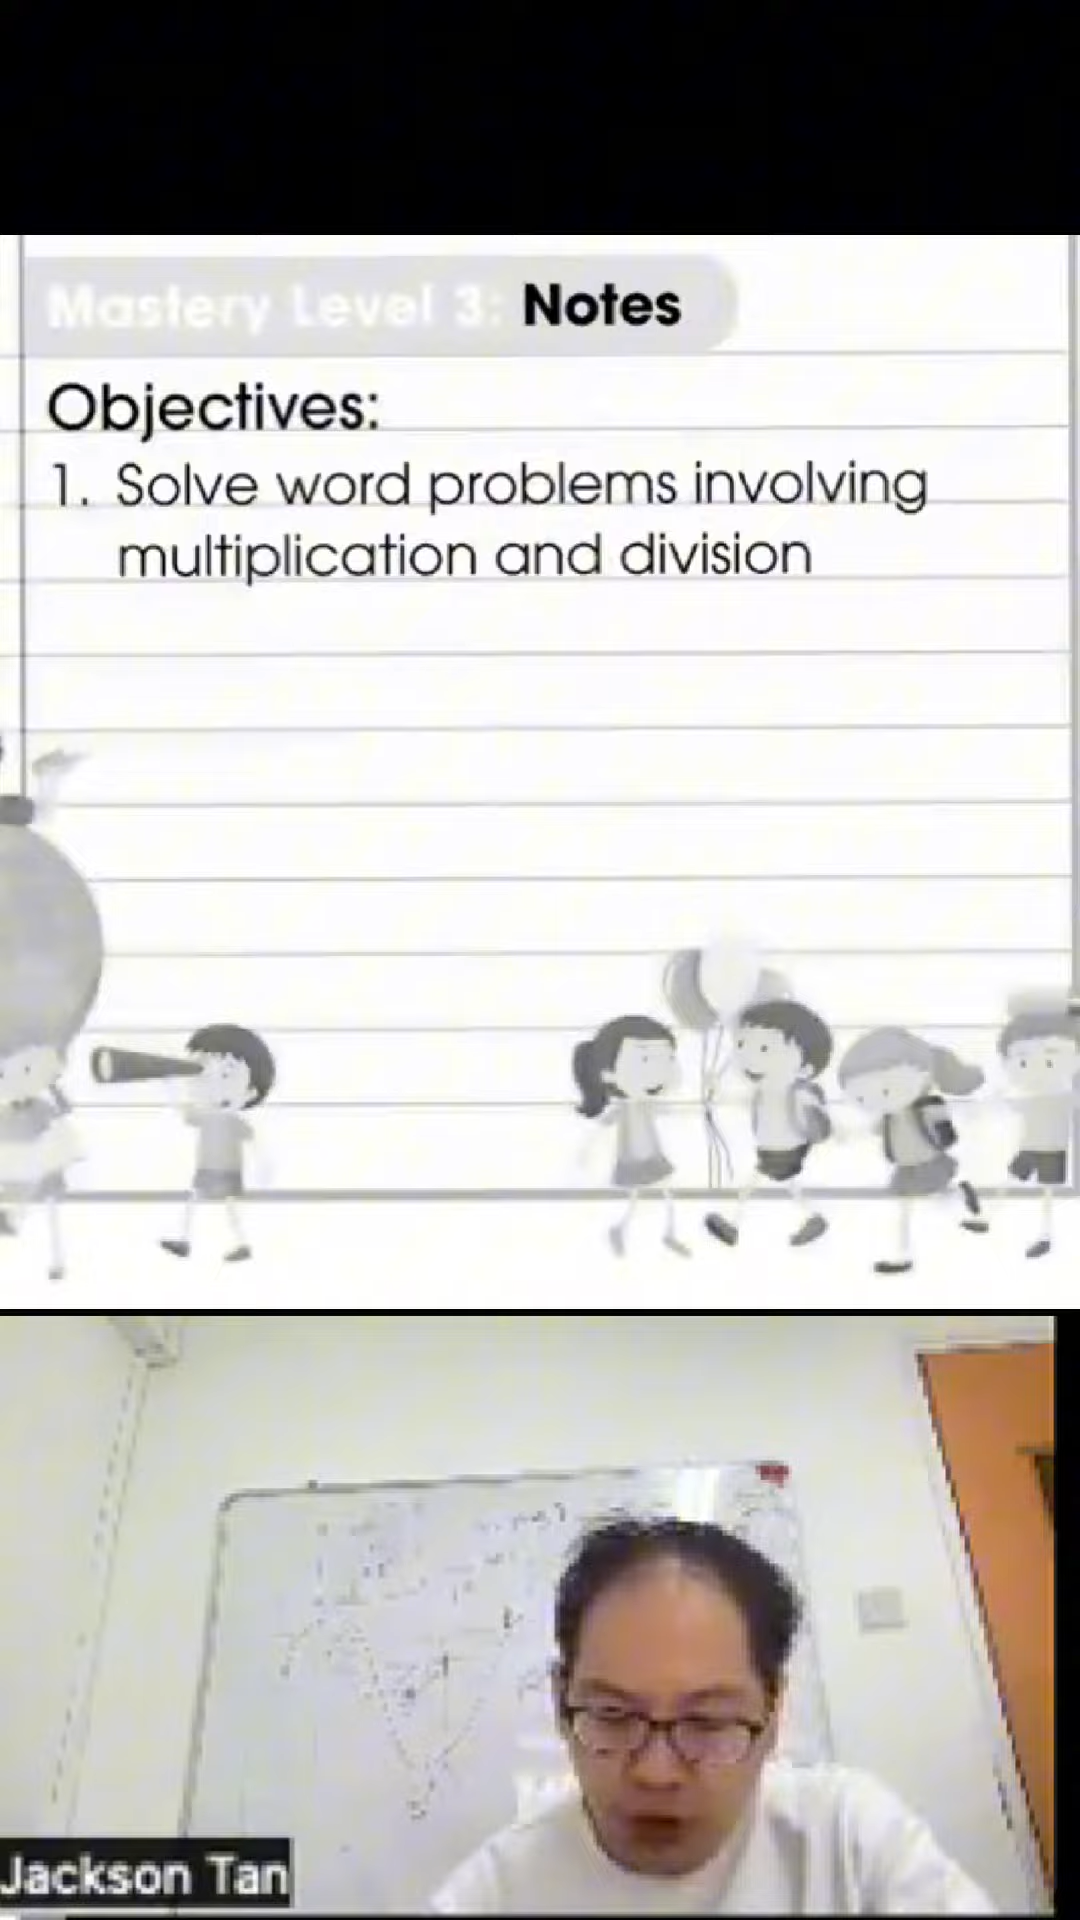 Mastery Level 3: Notes
Objectives:
1. Solve word problems involving
multiplication and division
Jackson Tan